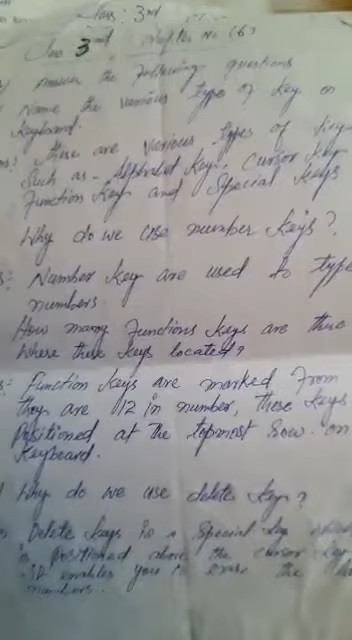 Class: 3rd
3rd Chapter No (6)
Answer the following questions
Name the various type of key on
Keyboard.
ns: There are various types of key
Such as - Alphabet Key, Cursor Key
Function Key and Special Keys
Why do we use number keys?
s: Number Key are used to type
numbers
How many Functions keys are there
Where these keys located?
s: Function keys are marked From
they are 12 in number, these keys
Positioned at the topmost row on
Keyboard.
Why do we use delete key?
Delete keys is a Special key
is positioned above the cursor key
enables you to erase the
numbers.